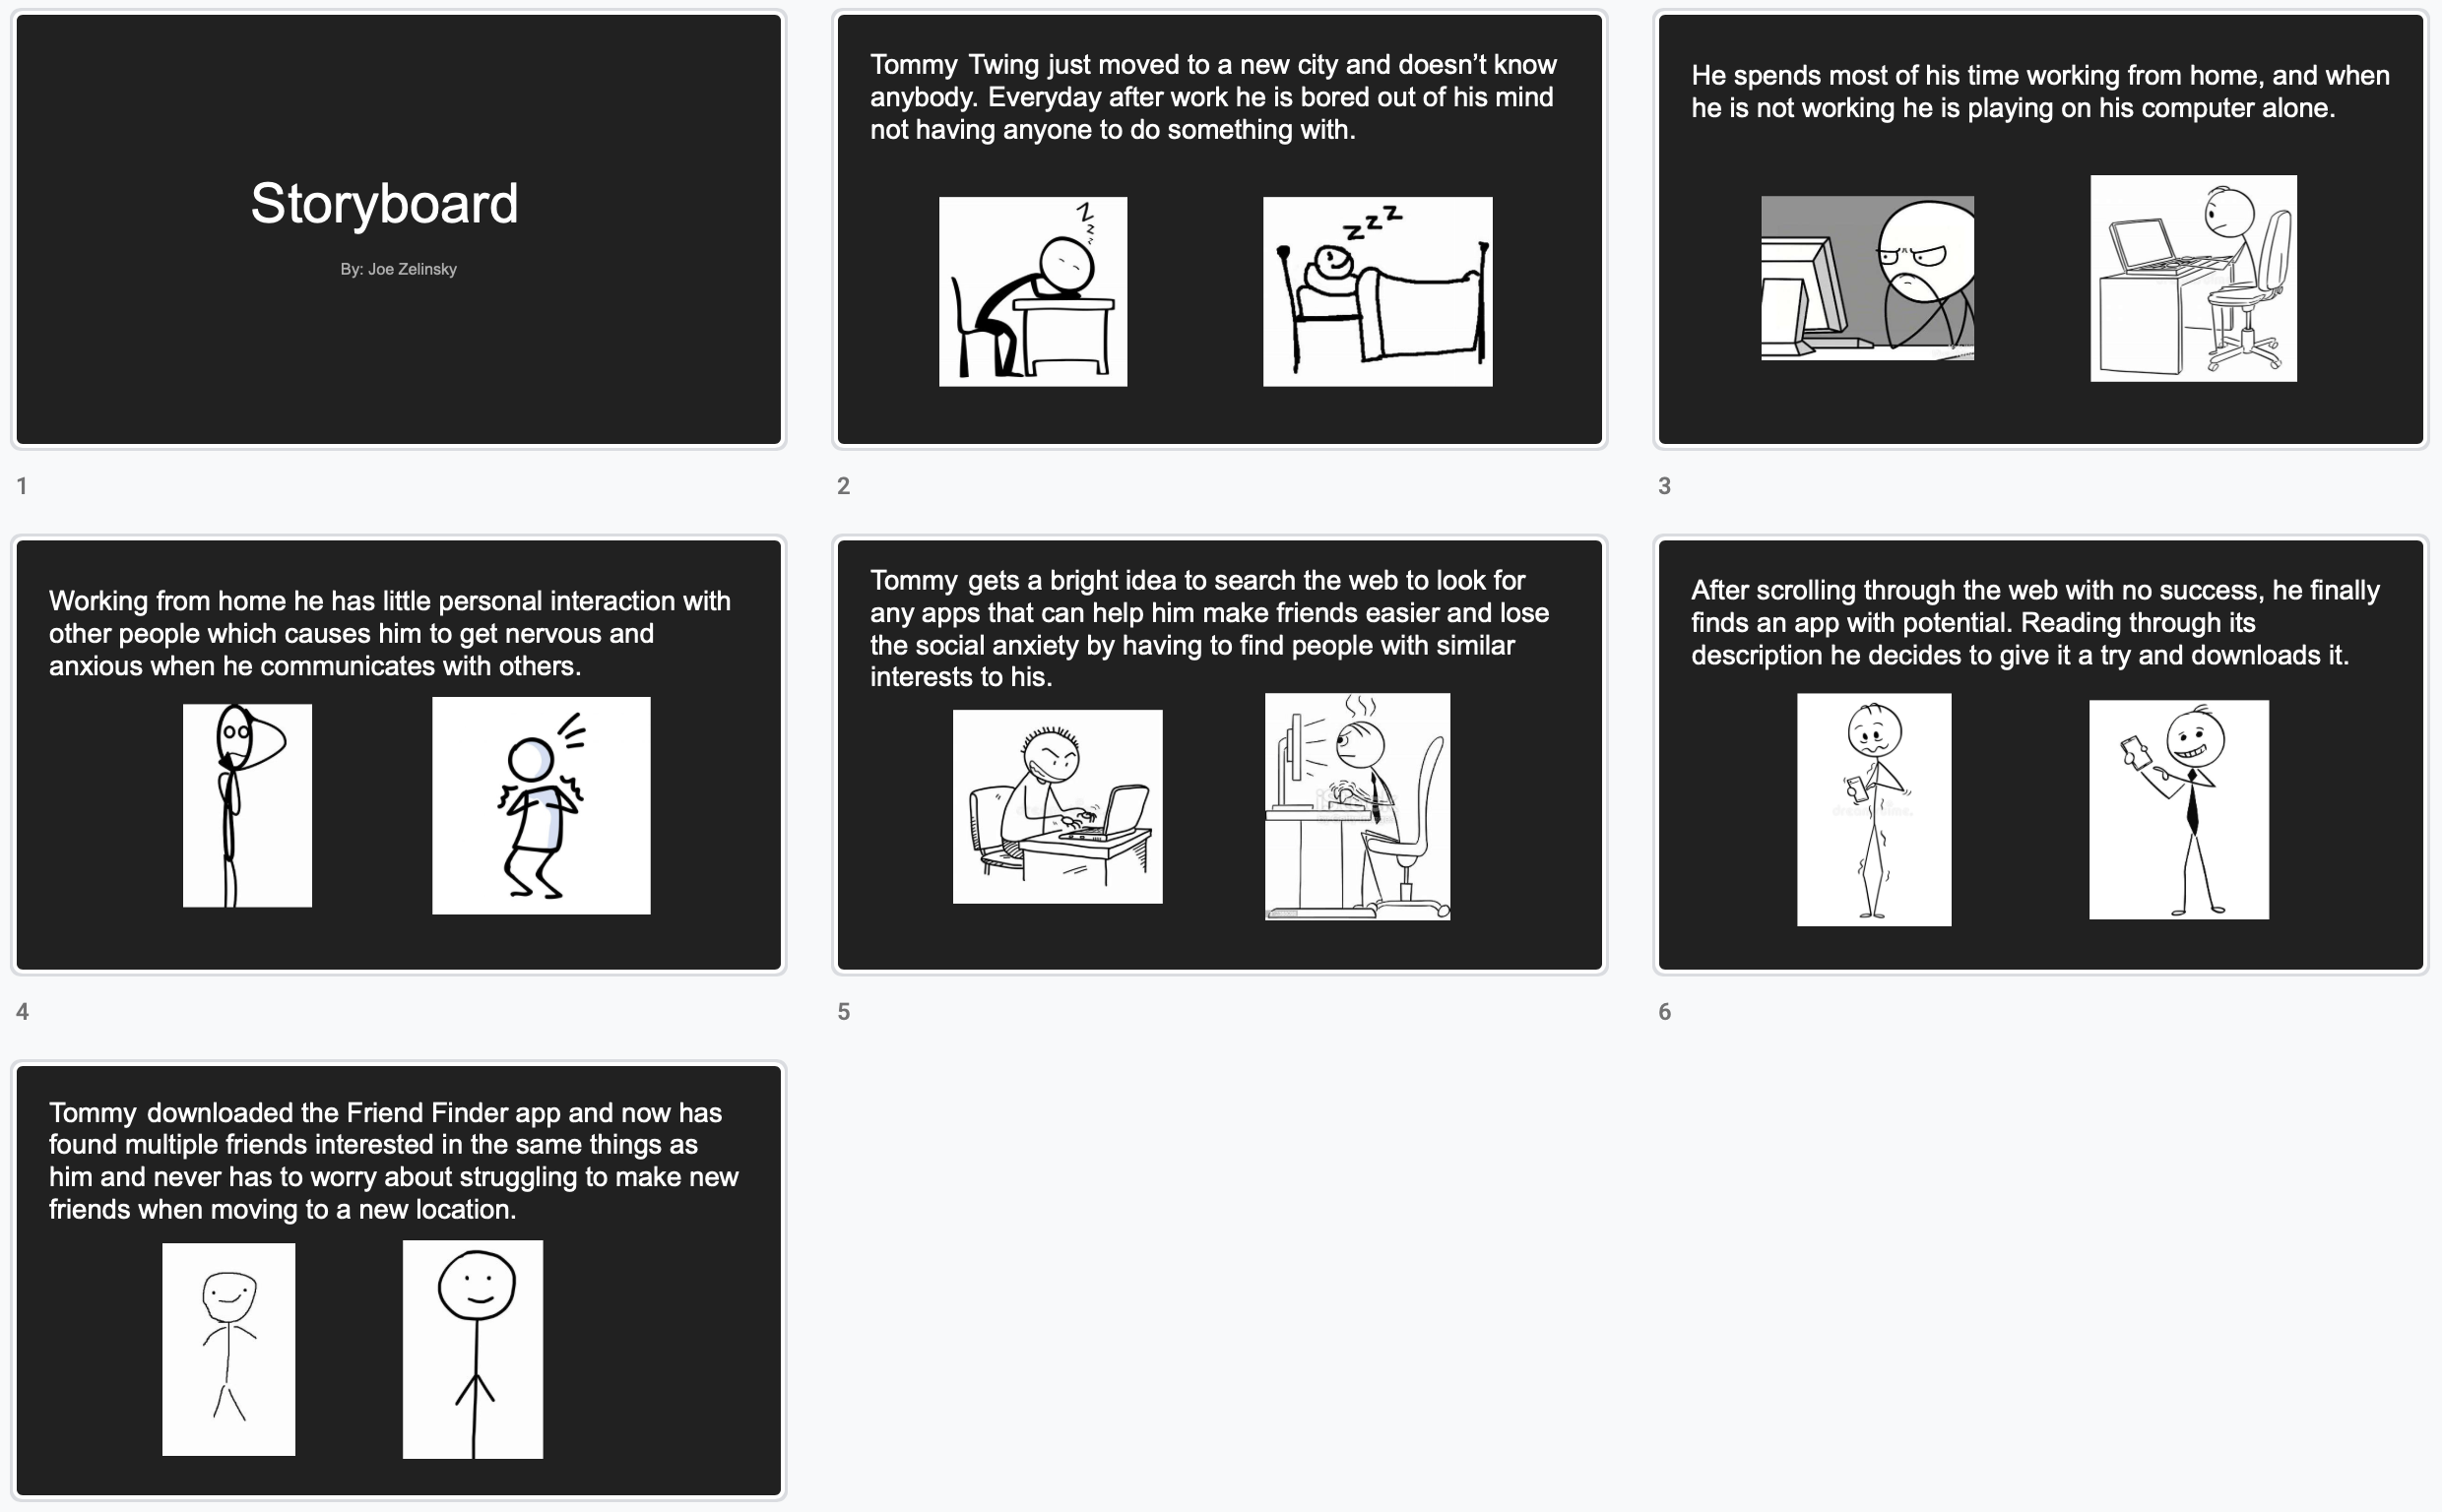 Storyboard
By: Joe Zelinsky
1
Tommy Twing just moved to a new city and doesn’t know
anybody. Everyday after work he is bored out of his mind
not having anyone to do something with.
Z
z
z
z z z
2
He spends most of his time working from home, and when
he is not working he is playing on his computer alone.
3
Working from home he has little personal interaction with
other people which causes him to get nervous and
anxious when he communicates with others.
4
Tommy gets a bright idea to search the web to look for
any apps that can help him make friends easier and lose
the social anxiety by having to find people with similar
interests to his.
5
After scrolling through the web with no success, he finally
finds an app with potential. Reading through its
description he decides to give it a try and downloads it.
6
Tommy downloaded the Friend Finder app and now has
found multiple friends interested in the same things as
him and never has to worry about struggling to make new
friends when moving to a new location.